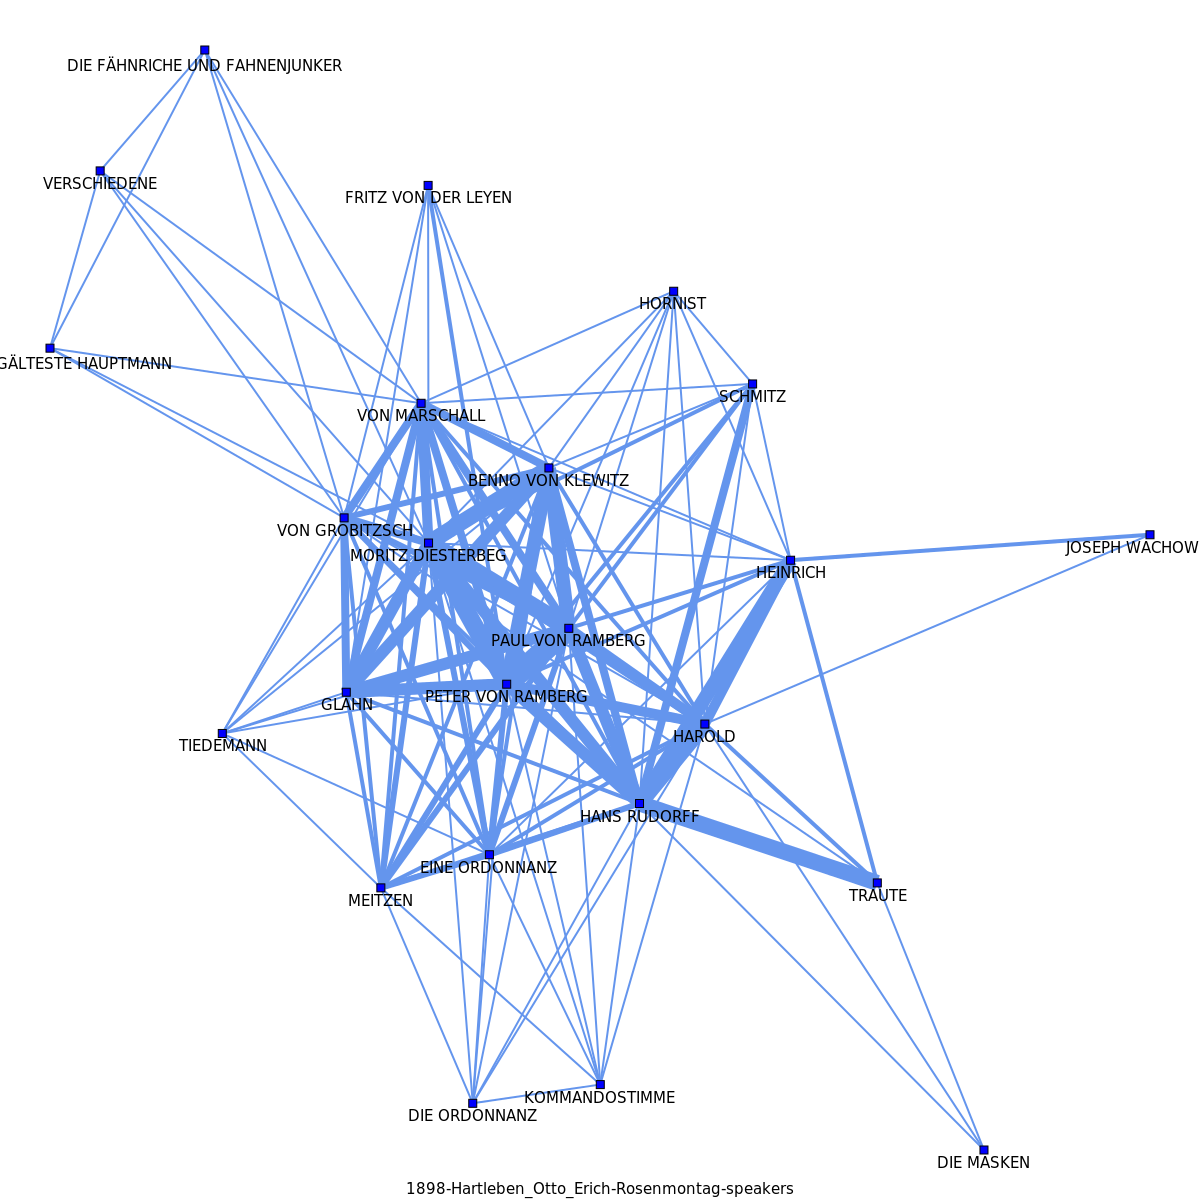 DIE FÄHNRICHE UND FAHNENJUNKER
VERSCHIEDENE
FRITZ VON DER LEYEN
HORNIST
GÄLTESTE HAUPTMANN
SCHMITZ
VON MARSCHALL
BENNO VON KLEWITZ
VON GROBITZSCH
MORITZ DIESTERBEG
JOSEPH WACHOW
HEINRICH
PAUL VON RAMBERG
PETER VON RAMBERG
GLAHN
HAROLD
TIEDEMANN
HANS RUDORFF
EINE ORDONNANZ
TRAUTE
MEITZEN
KOMMANDOSTIMME
DIE ORDONNANZ
DIE MASKEN
1898-Hartleben_Otto_Erich-Rosenmontag-speakers